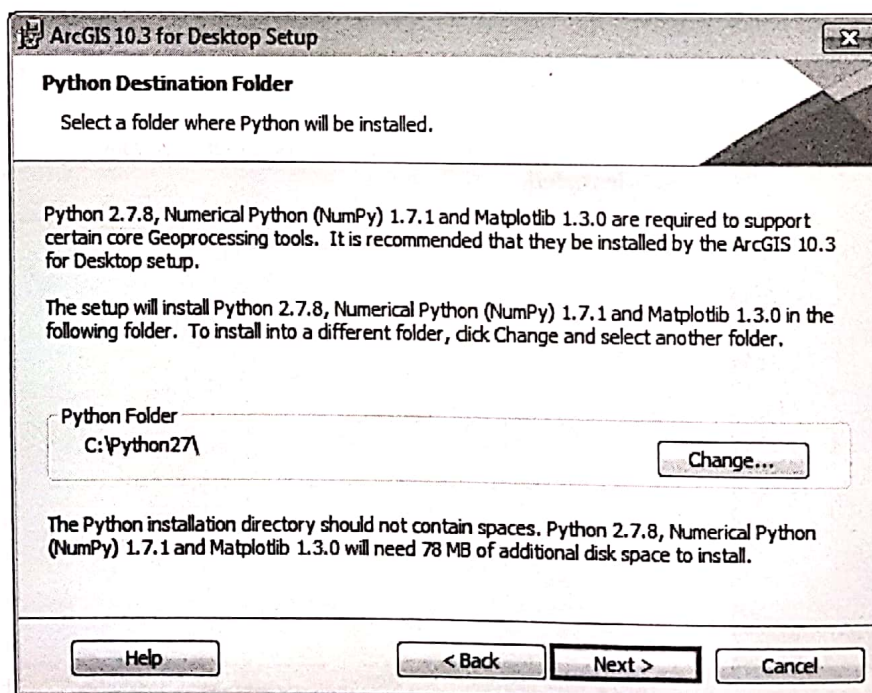 ArcGIS 10.3 for Desktop Setup
Python Destination Folder
Select a folder where Python will be installed.
Python 2.7.8, Numerical Python (NumPy) 1.7.1 and Matplotlib 1.3.0 are required to support
certain core Geoprocessing tools. It is recommended that they be installed by the ArcGIS 10.3
for Desktop setup.
The setup will install Python 2.7.8, Numerical Python (NumPy) 1.7.1 and Matplotlib 1.3.0 in the
following folder. To install into a different folder, click Change and select another folder.
Python Folder
C:\Python27\
Change...
The Python installation directory should not contain spaces. Python 2.7.8, Numerical Python
(NumPy) 1.7.1 and Matplotlib 1.3.0 will need 78 MB of additional disk space to install.
Help
< Back
Next >
Cancel